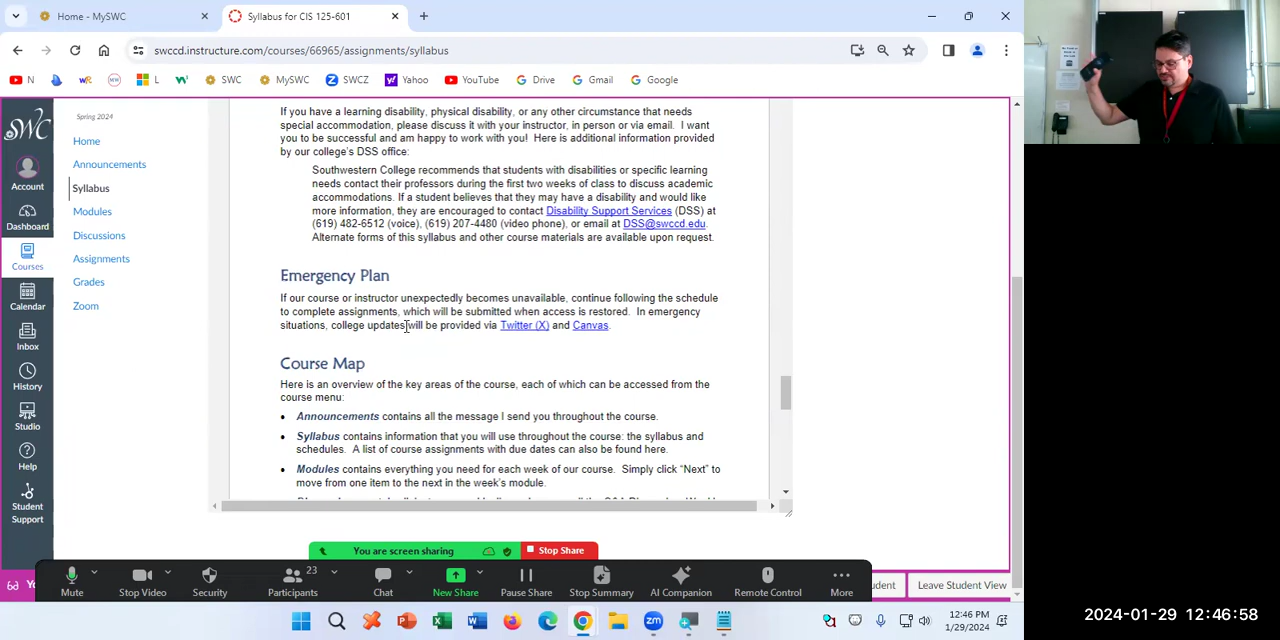 Home - MySWC
Syllabus for CIS 125-601
swccd.instructure.com/courses/66965/assignments/syllabus
N
WR
W
L
SWC
MySWC
SWCZ
Yahoo
YouTube
Drive
Gmail
Google
SWC
Account
Dashboard
Courses
Calendar
Inbox
History
Studio
Help
Student
Support
Spring 2024
Home
Announcements
Syllabus
Modules
Discussions
Assignments
Grades
Zoom
If you have a learning disability, physical disability, or any other circumstance that needs
special accommodation, please discuss it with your instructor, in person or via email. I want
you to be successful and am happy to work with you! Here is additional information provided
by our college's DSS office:
Southwestern College recommends that students with disabilities or specific learning
needs contact their professors during the first two weeks of class to discuss academic
accommodations. If a student believes that they may have a disability and would like
more information, they are encouraged to contact Disability Support Services (DSS) at
(619) 482-6512 (voice), (619) 207-4480 (video phone), or email at DSS@swccd.edu.
Alternate forms of this syllabus and other course materials are available upon request.
Emergency Plan
If our course or instructor unexpectedly becomes unavailable, continue following the schedule
to complete assignments, which will be submitted when access is restored. In emergency
situations, college updates will be provided via Twitter (X) and Canvas.
Course Map
Here is an overview of the key areas of the course, each of which can be accessed from the
course menu:
• Announcements contains all the message I send you throughout the course.
• Syllabus contains information that you will use throughout the course: the syllabus and
schedules. A list of course assignments with due dates can also be found here.
• Modules contains everything you need for each week of our course. Simply click "Next" to
move from one item to the next in the week's module.
You are screen sharing
Stop Share
Mute
Stop Video
Security
23
Participants
Chat
New Share
Pause Share
Stop Summary
AI Companion
Remote Control
More
Yo
udent
Leave Student View
12:46 PM
1/29/2024
2024-01-29 12:46:58